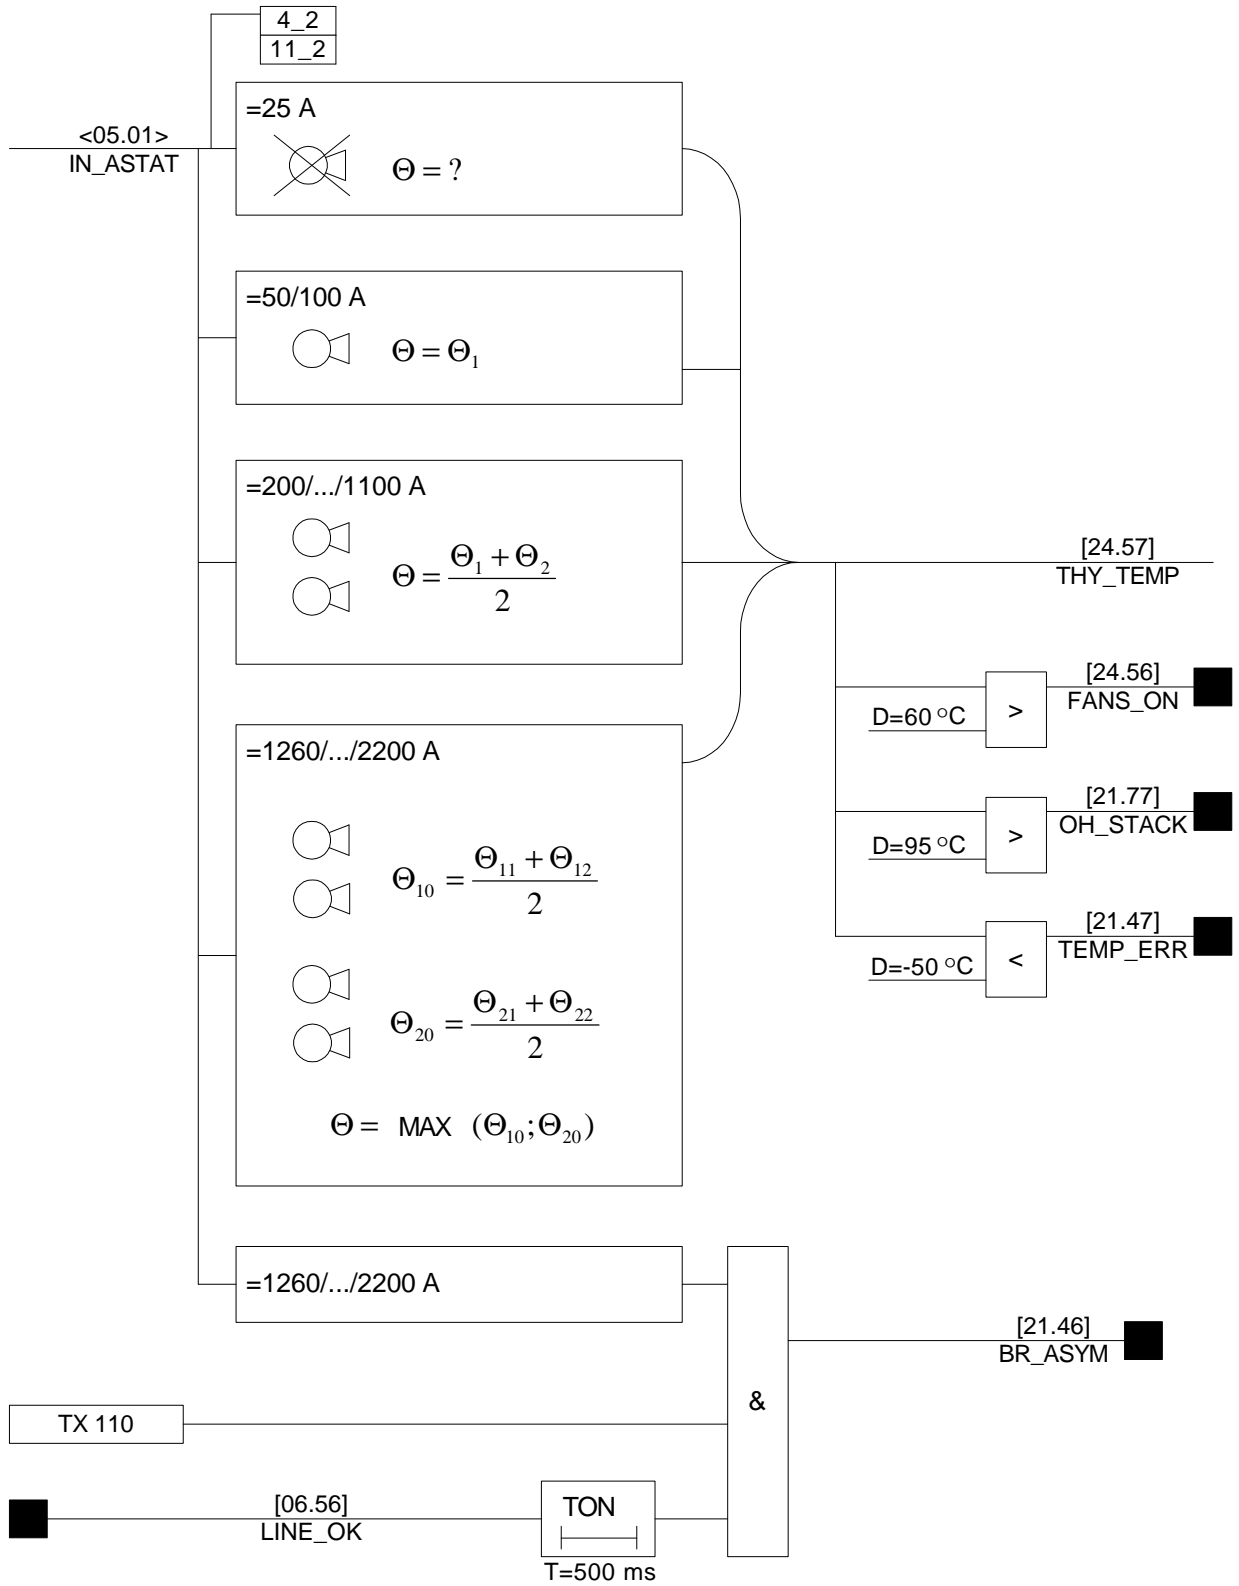 4_2
11_2
<05.01>
IN_ASTAT
=25 A
Θ = ?
=50/100 A
Θ = Θ₁
=200/.../1100 A
Θ = (Θ₁ + Θ₂) / 2
[24.57]
THY_TEMP
[24.56]
FANS_ON
D=60 °C
>
[21.77]
OH_STACK
D=95 °C
>
[21.47]
TEMP_ERR
D=-50 °C
<
=1260/.../2200 A
Θ₁₀ = (Θ₁₁ + Θ₁₂) / 2
Θ₂₀ = (Θ₂₁ + Θ₂₂) / 2
Θ = MAX (Θ₁₀;Θ₂₀)
=1260/.../2200 A
[21.46]
BR_ASYM
&
TX 110
[06.56]
LINE_OK
TON
T=500 ms